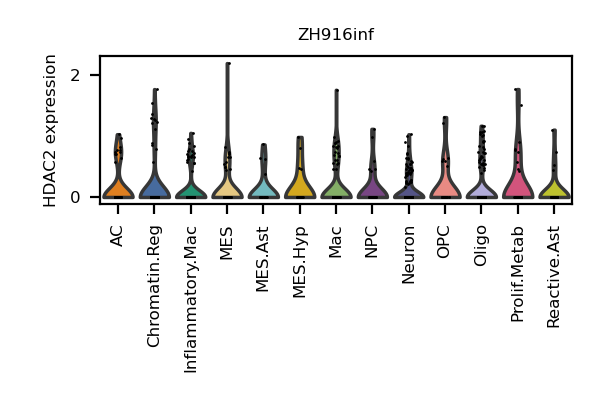 ZH916inf
HDAC2 expression
2
0
AC
Chromatin.Reg
Inflammatory.Mac
MES
MES.Ast
MES.Hyp
Mac
NPC
Neuron
OPC
Oligo
Prolif.Metab
Reactive.Ast